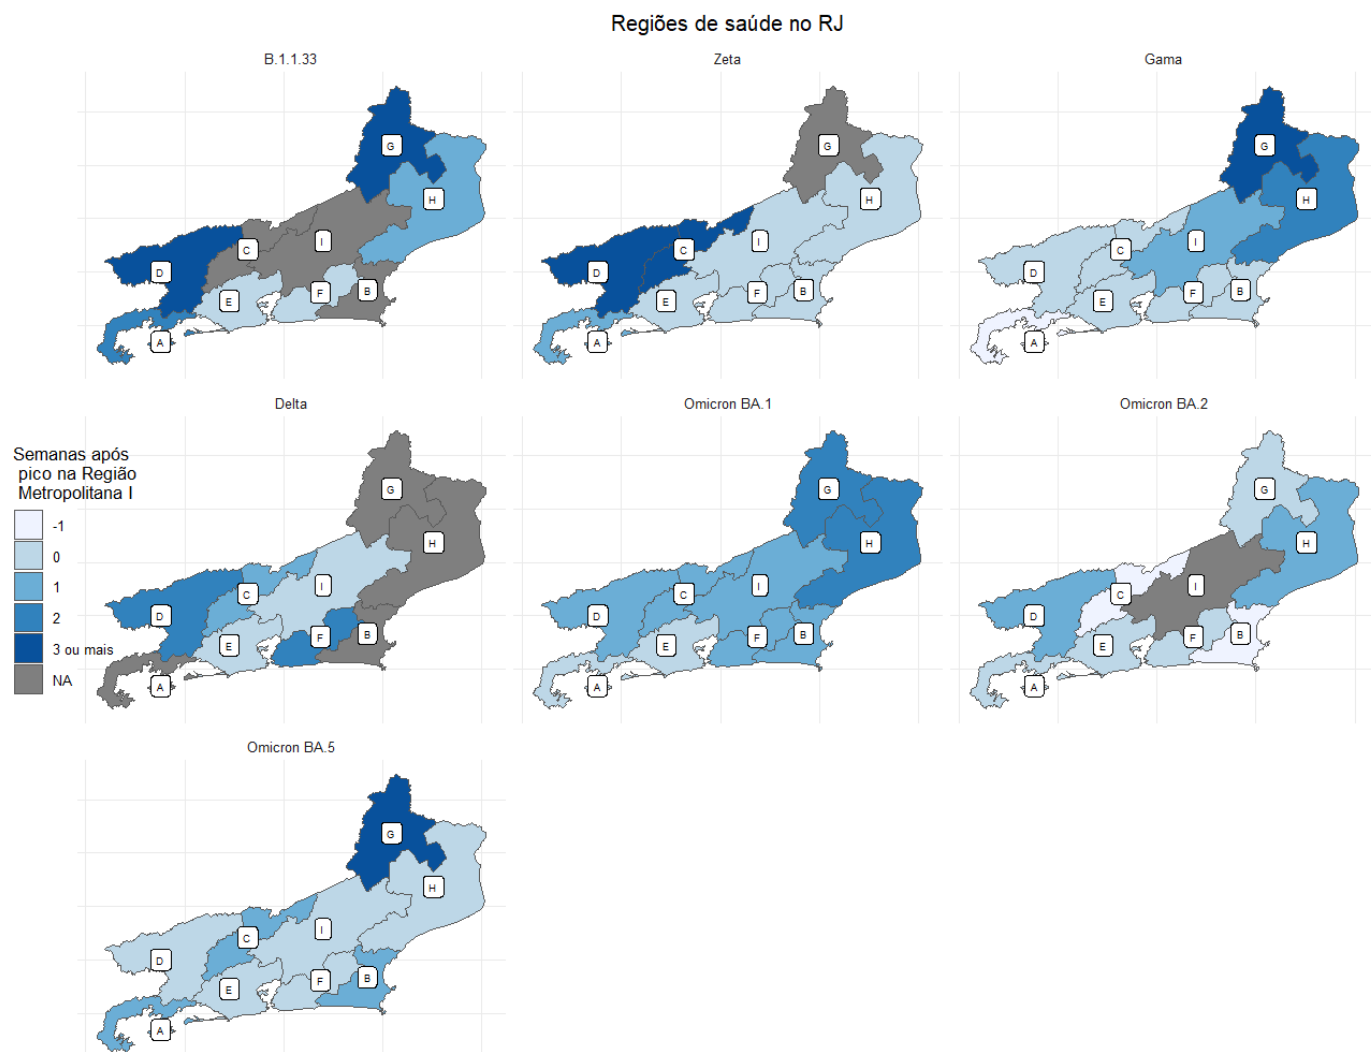 Regiões de saúde no RJ
B.1.1.33
Zeta
Gama
G
H
I
C
D
F
B
E
A
G
H
I
C
D
F
B
E
A
G
H
I
C
D
F
B
E
A
Delta
Omicron BA.1
Omicron BA.2
Semanas após
pico na Região
Metropolitana I
-1
0
1
2
3 ou mais
NA
G
H
I
C
D
F
B
E
A
G
H
I
C
D
F
B
E
A
G
H
I
C
D
F
B
E
A
Omicron BA.5
G
H
I
C
D
F
B
E
A